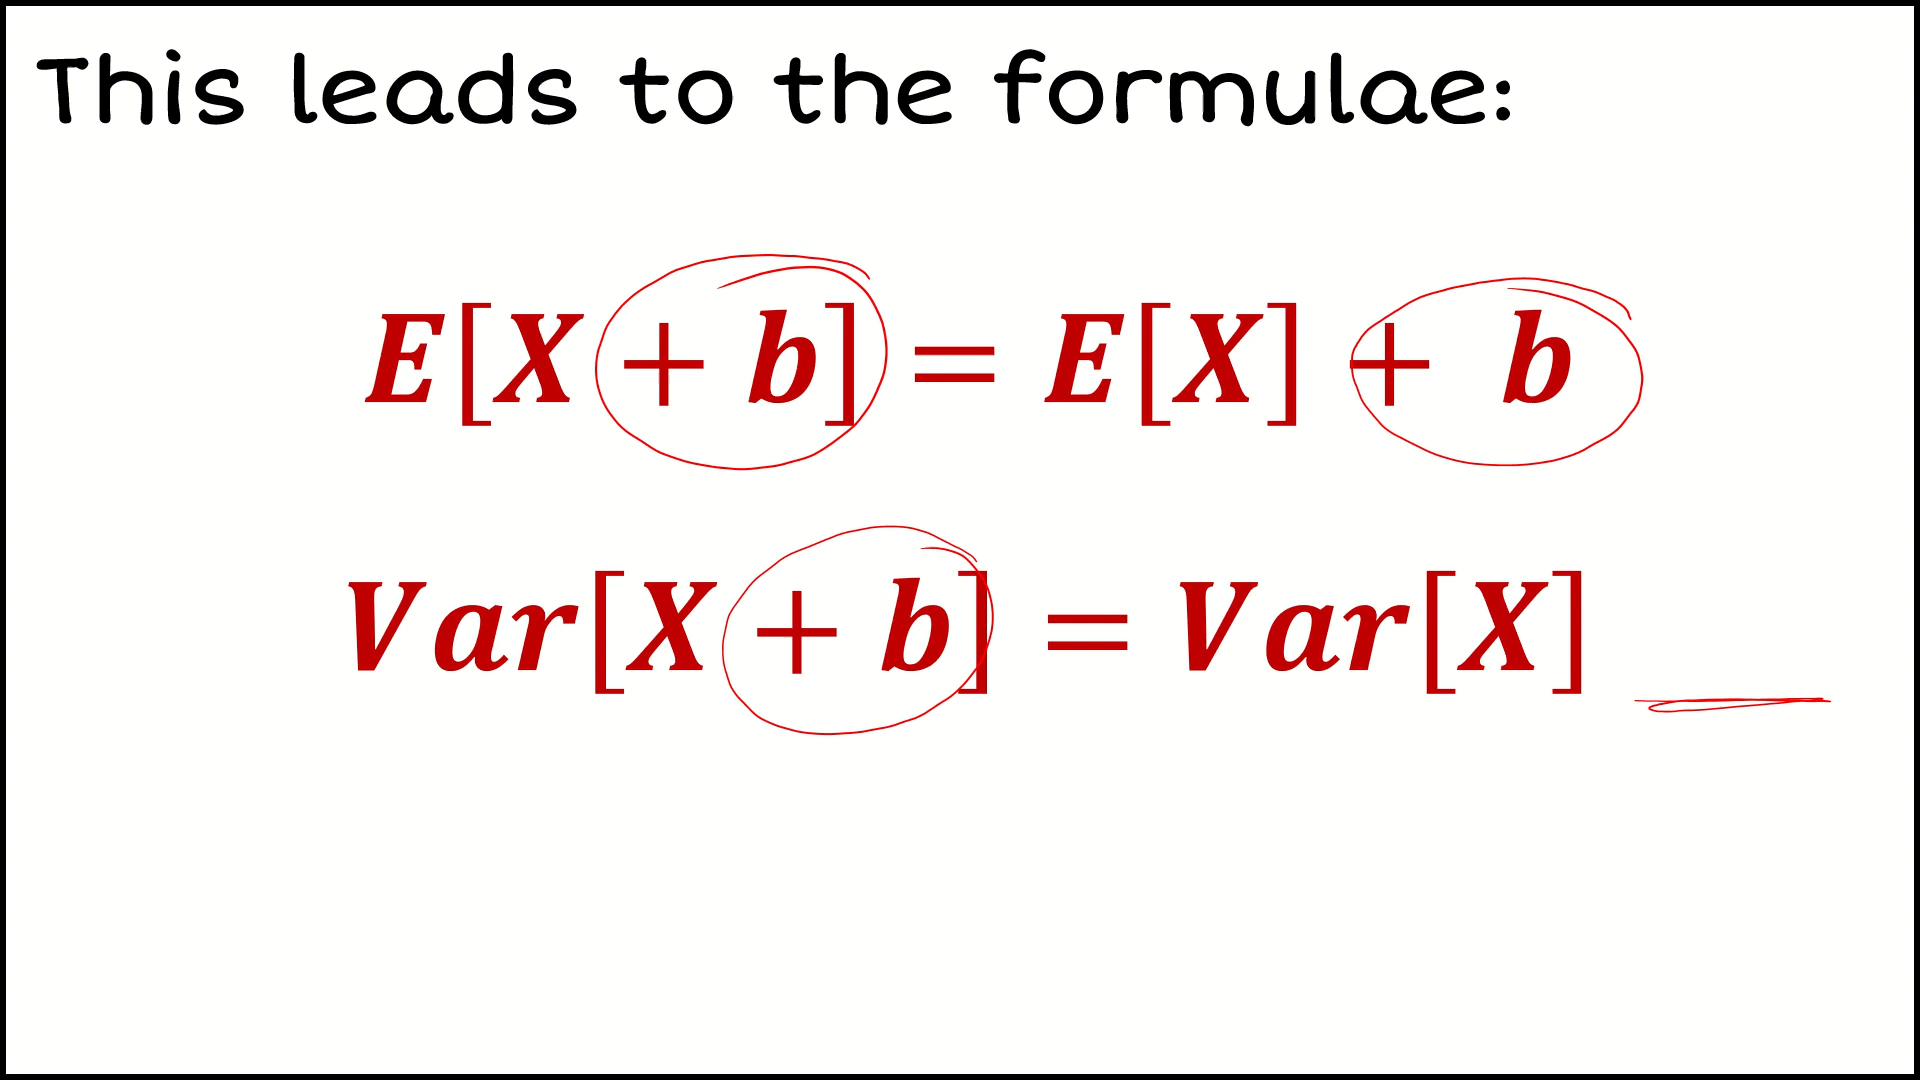 This leads to the formulae:
E[X + b] = E[X] + b
Var[X + b] = Var[X]